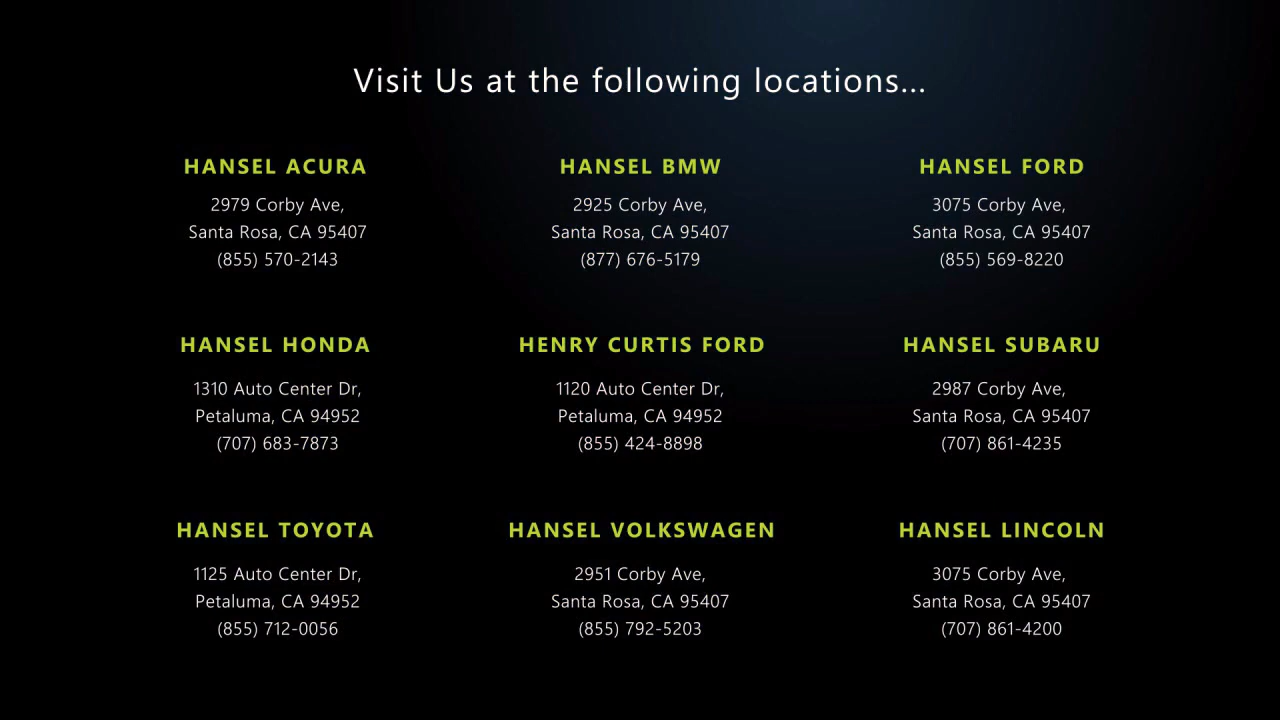 Visit Us at the following locations...
HANSEL ACURA
2979 Corby Ave,
Santa Rosa, CA 95407
(855) 570-2143
HANSEL BMW
2925 Corby Ave,
Santa Rosa, CA 95407
(877) 676-5179
HANSEL FORD
3075 Corby Ave,
Santa Rosa, CA 95407
(855) 569-8220
HANSEL HONDA
1310 Auto Center Dr,
Petaluma, CA 94952
(707) 683-7873
HENRY CURTIS FORD
1120 Auto Center Dr,
Petaluma, CA 94952
(855) 424-8898
HANSEL SUBARU
2987 Corby Ave,
Santa Rosa, CA 95407
(707) 861-4235
HANSEL TOYOTA
1125 Auto Center Dr,
Petaluma, CA 94952
(855) 712-0056
HANSEL VOLKSWAGEN
2951 Corby Ave,
Santa Rosa, CA 95407
(855) 792-5203
HANSEL LINCOLN
3075 Corby Ave,
Santa Rosa, CA 95407
(707) 861-4200